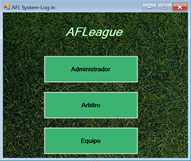 AFL System-Log in
AFLeague
Administrador
Arbitro
Equipo